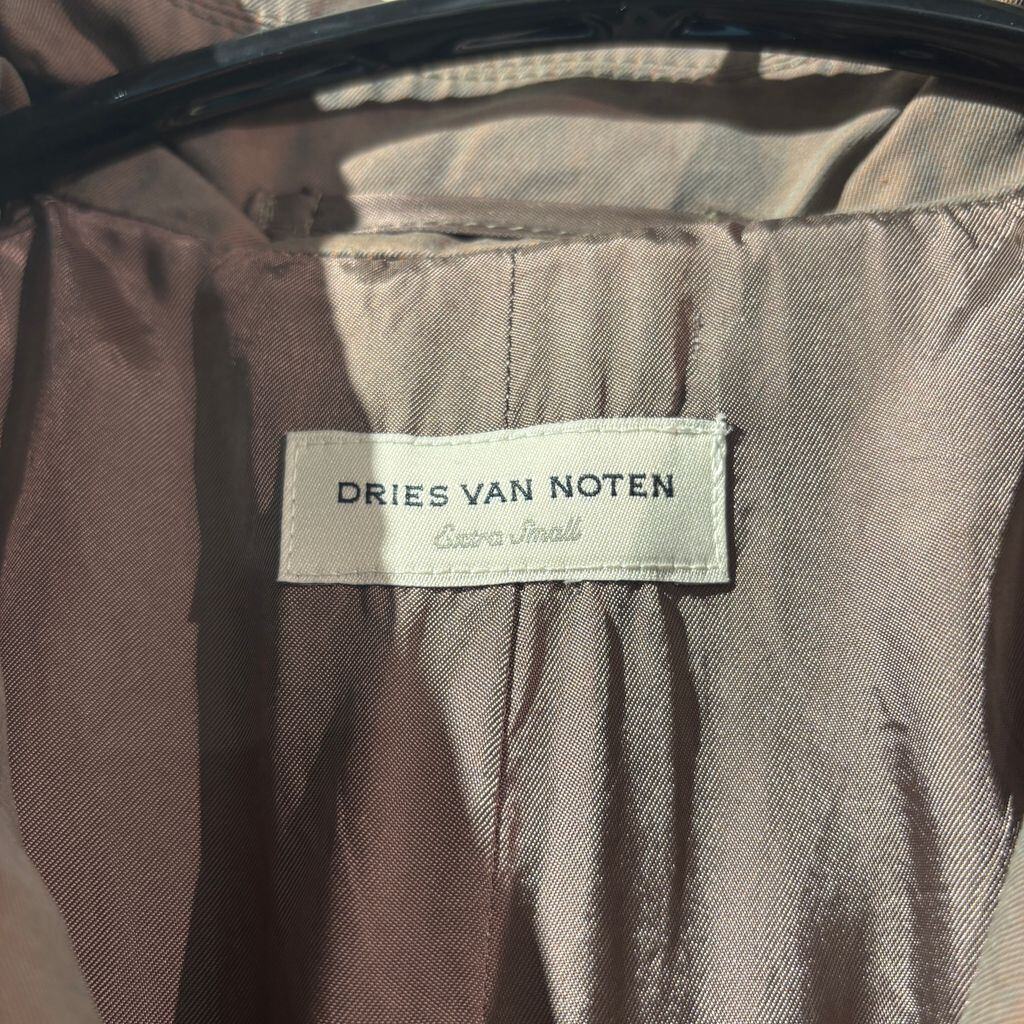 DRIES VAN NOTEN
Extra Small